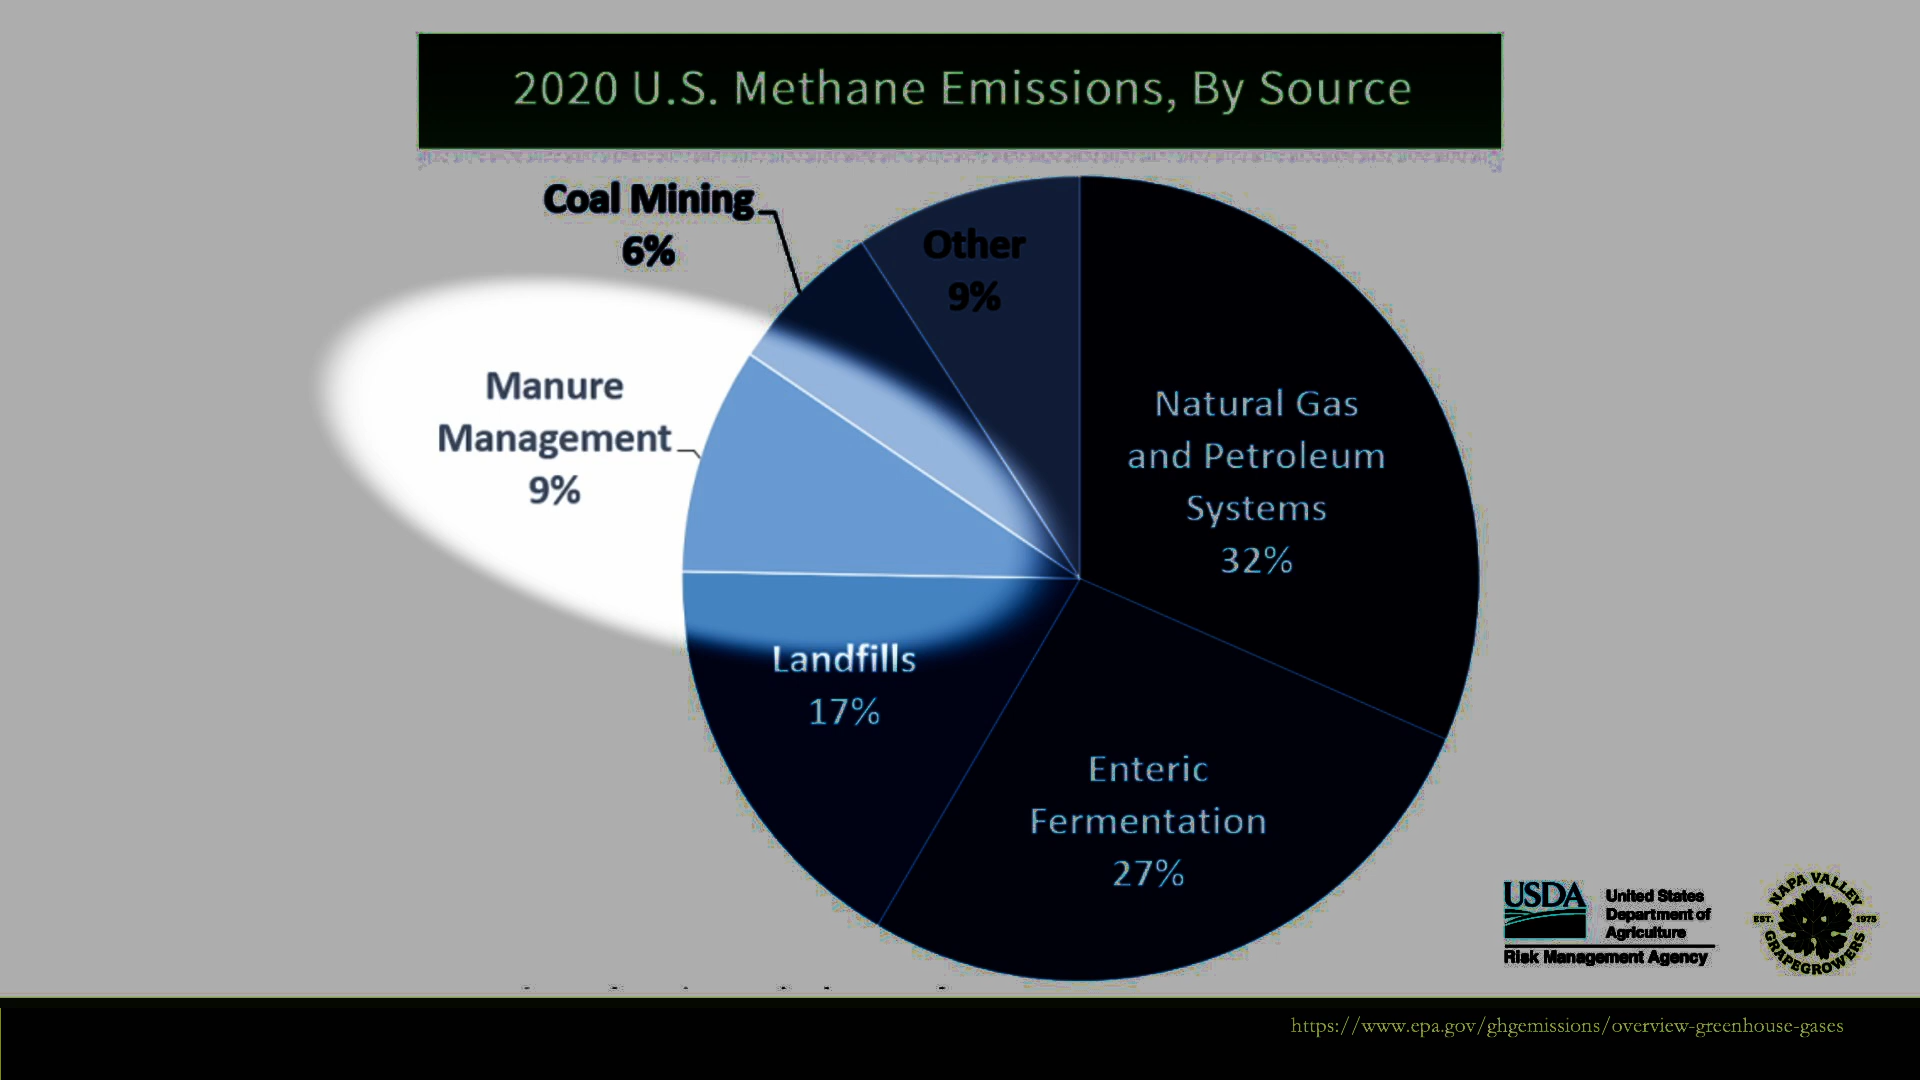 2020 U.S. Methane Emissions, By Source
Coal Mining
6%
Other
9%
Manure
Management
9%
Natural Gas
and Petroleum
Systems
32%
Landfills
17%
Enteric
Fermentation
27%
USDA
United States
Department of
Agriculture
Risk Management Agency
NAPA VALLEY
EST. 1975
GRAPEGROWERS
https://www.epa.gov/ghgemissions/overview-greenhouse-gases